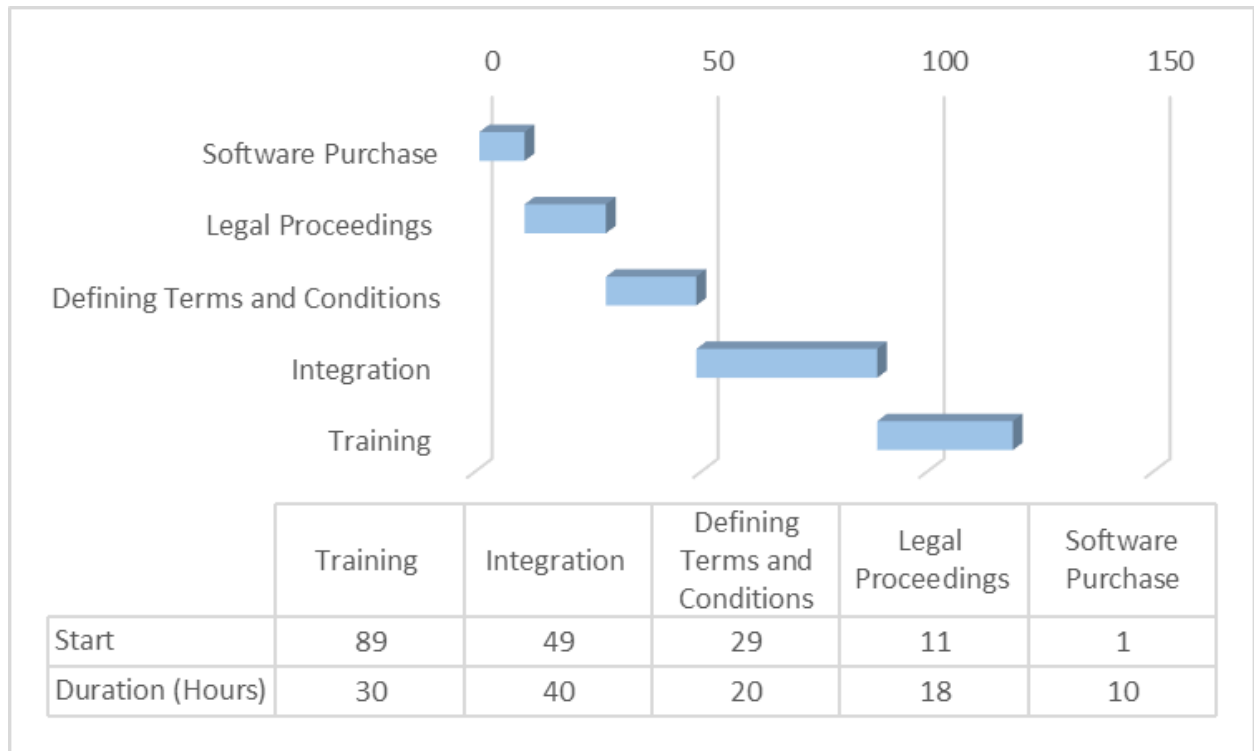 0 50 100 150
Software Purchase
Legal Proceedings
Defining Terms and Conditions
Integration
Training
Training Integration Defining Terms and Conditions Legal Proceedings Software Purchase
Start 89 49 29 11 1
Duration (Hours) 30 40 20 18 10